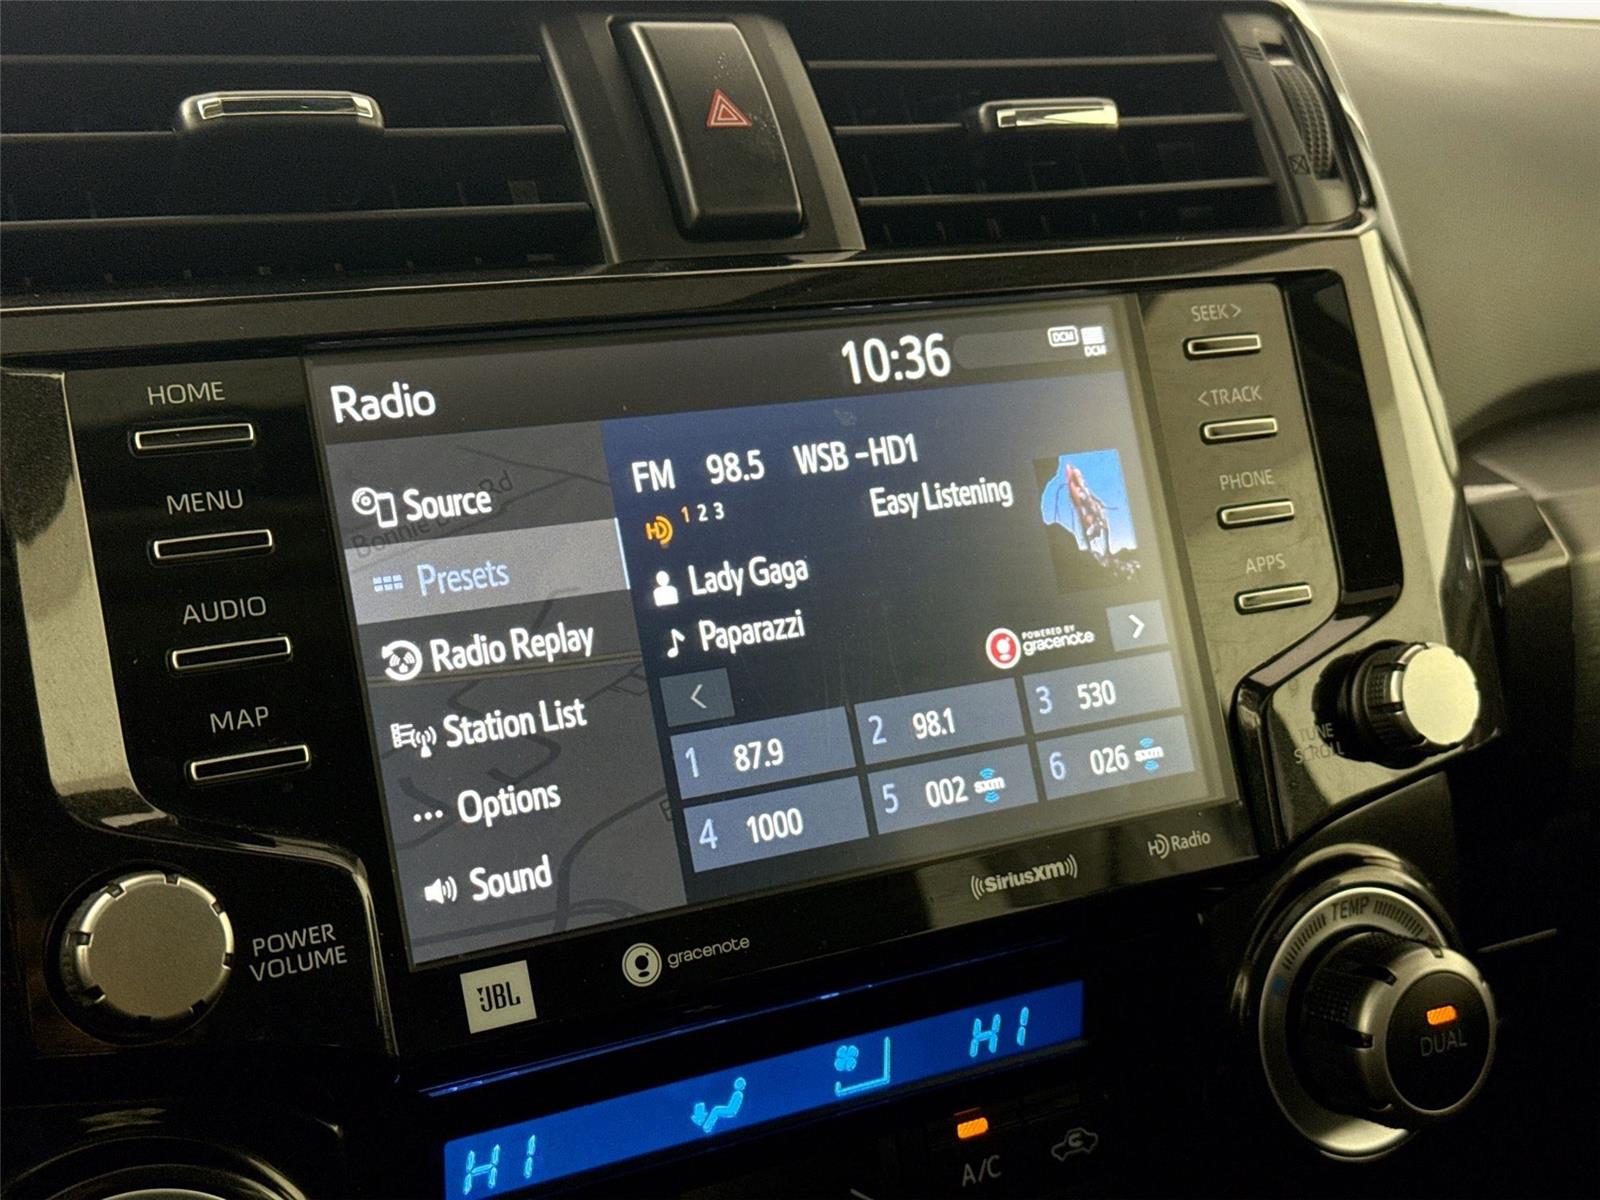 HOME
MENU
AUDIO
MAP
POWER
VOLUME
Radio
10:36
DCM
DCM
Source
Presets
Radio Replay
Station List
Options
Sound
FM 98.5 WSB -HD1
HD 1 2 3
Easy Listening
Lady Gaga
Paparazzi
POWERED BY
gracenote
<
>
1 87.9
2 98.1
3 530
4 1000
5 002 sxm
6 026 sxm
SEEK >
< TRACK
PHONE
APPS
TUNE
SCROLL
JBL
gracenote
((SiriusXM))
HD Radio
HI
HI
TEMP
DUAL
A/C